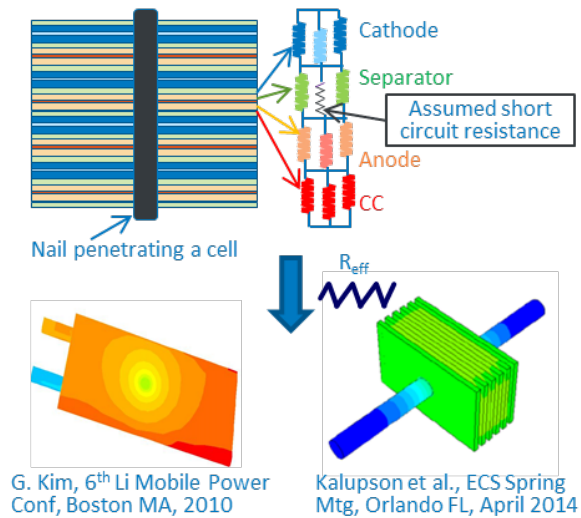 Cathode
Separator
Assumed short
circuit resistance
Anode
CC
Nail penetrating a cell
Reff
G. Kim, 6th Li Mobile Power
Conf, Boston MA, 2010
Kalupson et al., ECS Spring
Mtg, Orlando FL, April 2014